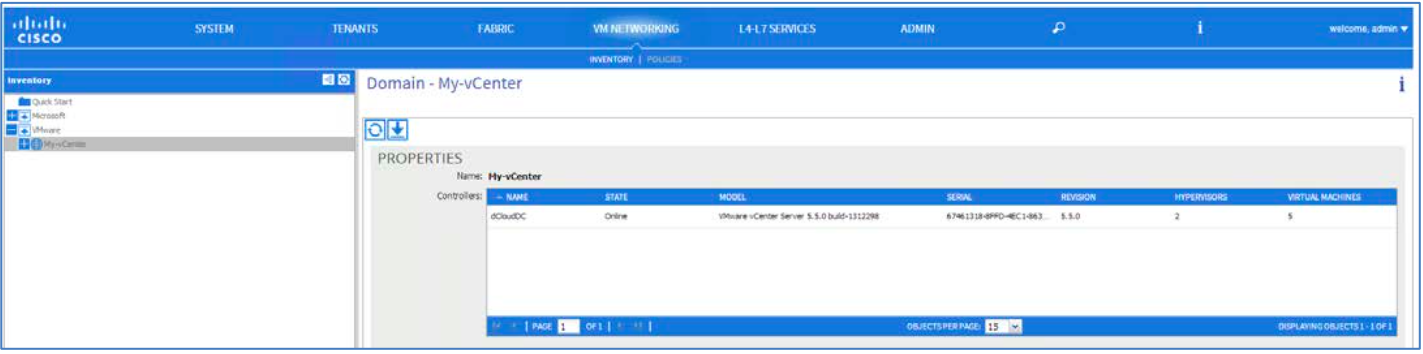 CISCO
SYSTEM TENANTS FABRIC VM NETWORKING L4-L7 SERVICES ADMIN i welcome, admin
INVENTORY | POLICIES
Inventory
Domain - My-vCenter
i
Quick Start
Microsoft
VMware
My-vCenter
PROPERTIES
Name: My-vCenter
Controllers:
NAME STATE MODEL SERIAL REVISION HYPERVISORS VIRTUAL MACHINES
dCloudDC Online VMware vCenter Server 5.5.0 build-1312298 67461318-8FFD-4EC1-863... 5.5.0 2 5
PAGE 1 OF 1 OBJECTS PER PAGE: 15 DISPLAYING OBJECTS 1 - 1 OF 1